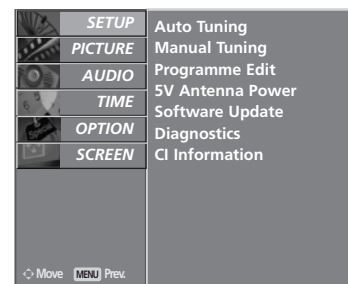 SETUP
PICTURE
AUDIO
TIME
OPTION
SCREEN
Auto Tuning
Manual Tuning
Programme Edit
5V Antenna Power
Software Update
Diagnostics
CI Information
Move MENU Prev.